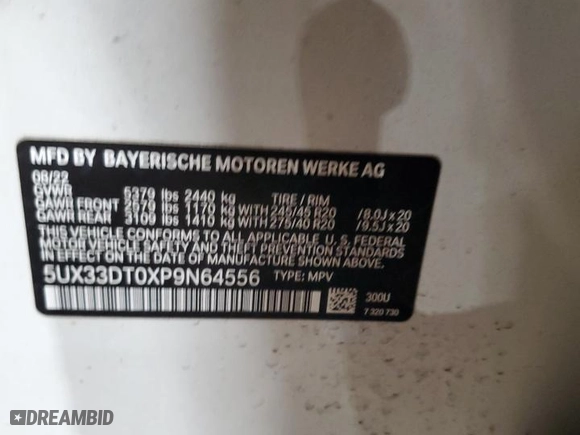 MFD BY BAYERISCHE MOTOREN WERKE AG
08/22
GVWR 5379 lbs 2440 kg TIRE / RIM
GAWR FRONT 2579 lbs 1170 kg WITH 245/45 R20 /8.0J x 20
GAWR REAR 3109 lbs 1410 kg WITH 275/40 R20 /9.5J x 20
THIS VEHICLE CONFORMS TO ALL APPLICABLE U. S. FEDERAL
MOTOR VEHICLE SAFETY AND THEFT PREVENTION STANDARDS
IN EFFECT ON THE DATE OF MANUFACTURE SHOWN ABOVE.
5UX33DT0XP9N64556 TYPE: MPV
300U
7 320 730
DREAMBID